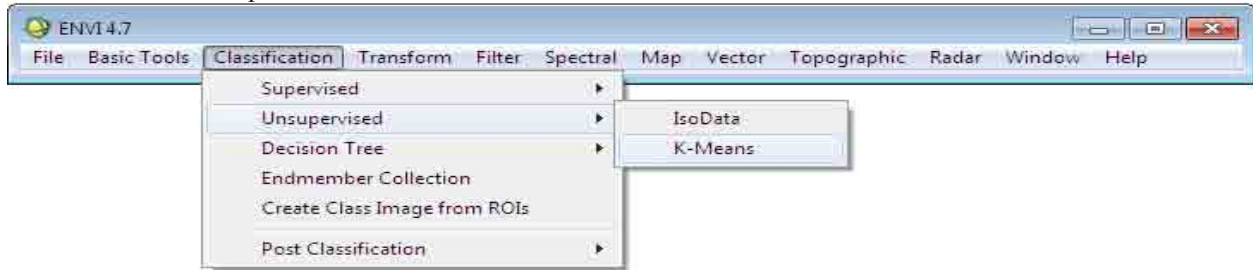 ENVI 4.7
File Basic Tools Classification Transform Filter Spectral Map Vector Topographic Radar Window Help
Supervised
Unsupervised
IsoData
Decision Tree
K-Means
Endmember Collection
Create Class Image from ROIs
Post Classification